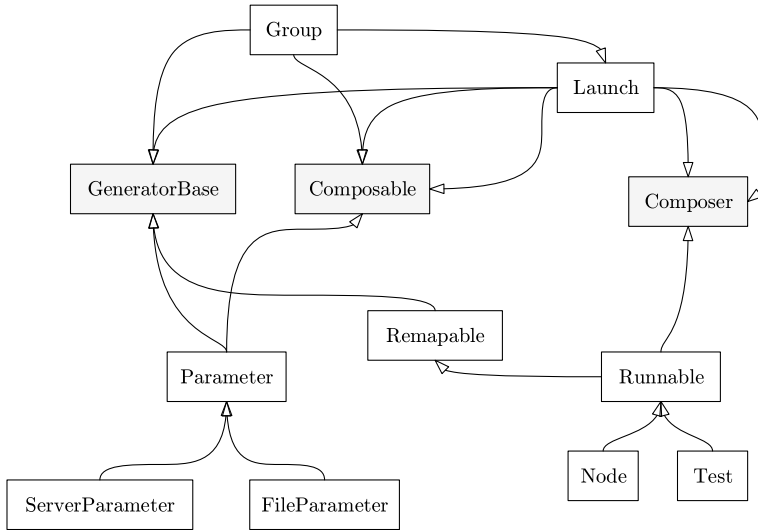 Group
Launch
GeneratorBase
Composable
Composer
Remapable
Parameter
Runnable
Node
Test
ServerParameter
FileParameter